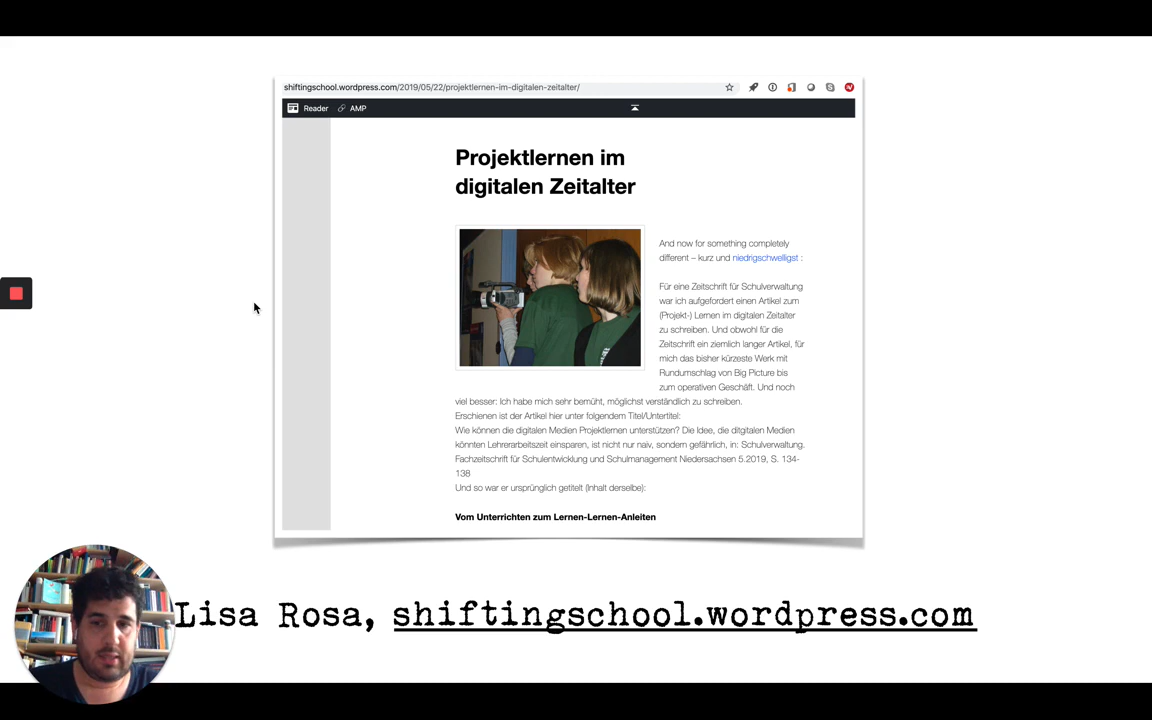 shiftingschool.wordpress.com/2019/05/22/projektlernen-im-digitalen-zeitalter/
Reader AMP
Projektlernen im
digitalen Zeitalter
And now for something completely
different – kurz und niedrigschwelligst :
Für eine Zeitschrift für Schulverwaltung
war ich aufgefordert einen Artikel zum
(Projekt-) Lernen im digitalen Zeitalter
zu schreiben. Und obwohl für die
Zeitschrift ein ziemlich langer Artikel, für
mich das bisher kürzeste Werk mit
Rundumschlag von Big Picture bis
zum operativen Geschäft. Und noch
viel besser: Ich habe mich sehr bemüht, möglichst verständlich zu schreiben.
Erschienen ist der Artikel hier unter folgendem Titel/Untertitel:
Wie können die digitalen Medien Projektlernen unterstützen? Die Idee, die ditgitalen Medien
könnten Lehrerarbeitszeit einsparen, ist nicht nur naiv, sondern gefährlich, in: Schulverwaltung.
Fachzeitschrift für Schulentwicklung und Schulmanagement Niedersachsen 5.2019, S. 134-
138
Und so war er ursprünglich getitelt (Inhalt derselbe):
Vom Unterrichten zum Lernen-Lernen-Anleiten
Lisa Rosa, shiftingschool.wordpress.com